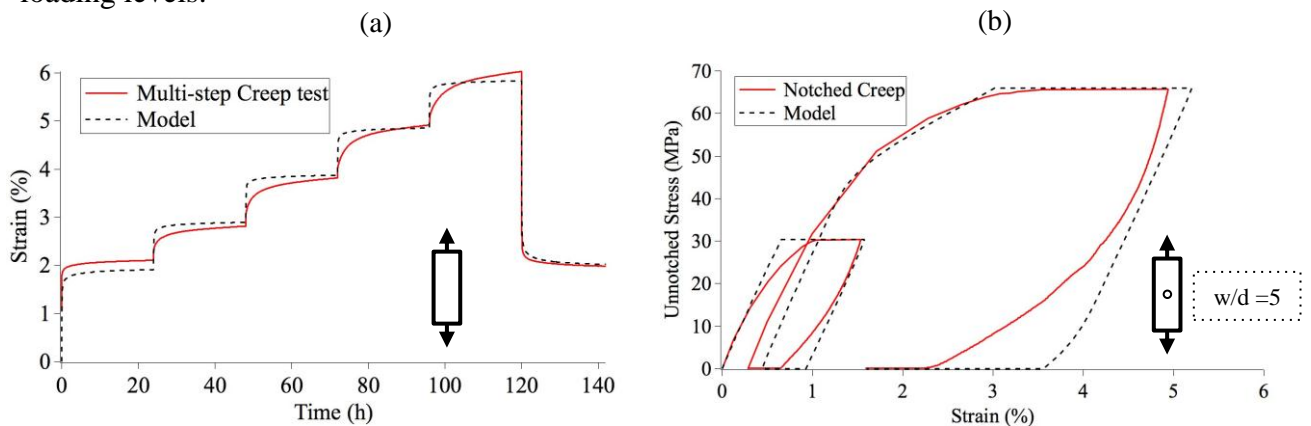 loading levels.
(a)
(b)
Multi-step Creep test
Model
Strain (%)
6
5
4
3
2
1
0
0 20 40 60 80 100 120 140
Time (h)
Notched Creep
Model
Unnotched Stress (MPa)
70
60
50
40
30
20
10
0
0 1 2 3 4 5 6
Strain (%)
w/d =5